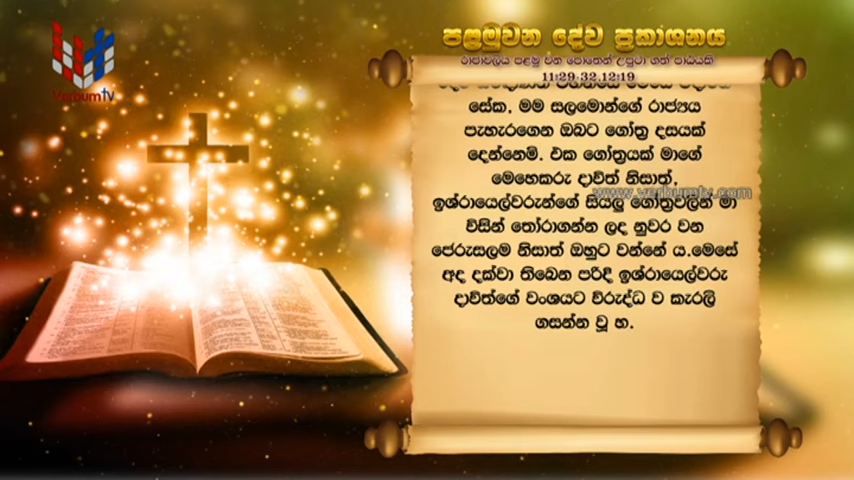 VerbumTV
පළමුවන දේව ප්‍රකාශනය
රාජාවලිය පළමු වන පොතෙන් උපුටා ගත් පාඨයකි
11:29-32,12:19
සේක, මම සලමොන්ගේ රාජ්‍යය
පැහැරගෙන ඔබට ගෝත්‍ර දසයක්
දෙන්නෙමි. එක ගෝත්‍රයක් මාගේ
මෙහෙකරු දාවිත් නිසාත්,
www.verbumtv.com
ඉශ්රායෙල්වරුන්ගේ සියලු ගෝත්‍රවලින් මා
විසින් තෝරාගන්න ලද නුවර වන
ජෙරුසලම නිසාත් ඔහුට වන්නේ ය.මෙසේ
අද දක්වා තිබෙන පරිදි ඉශ්රායෙල්වරු
දාවිත්ගේ වංශයට විරුද්ධ ව කැරලි
ගසන්න වූ හ.